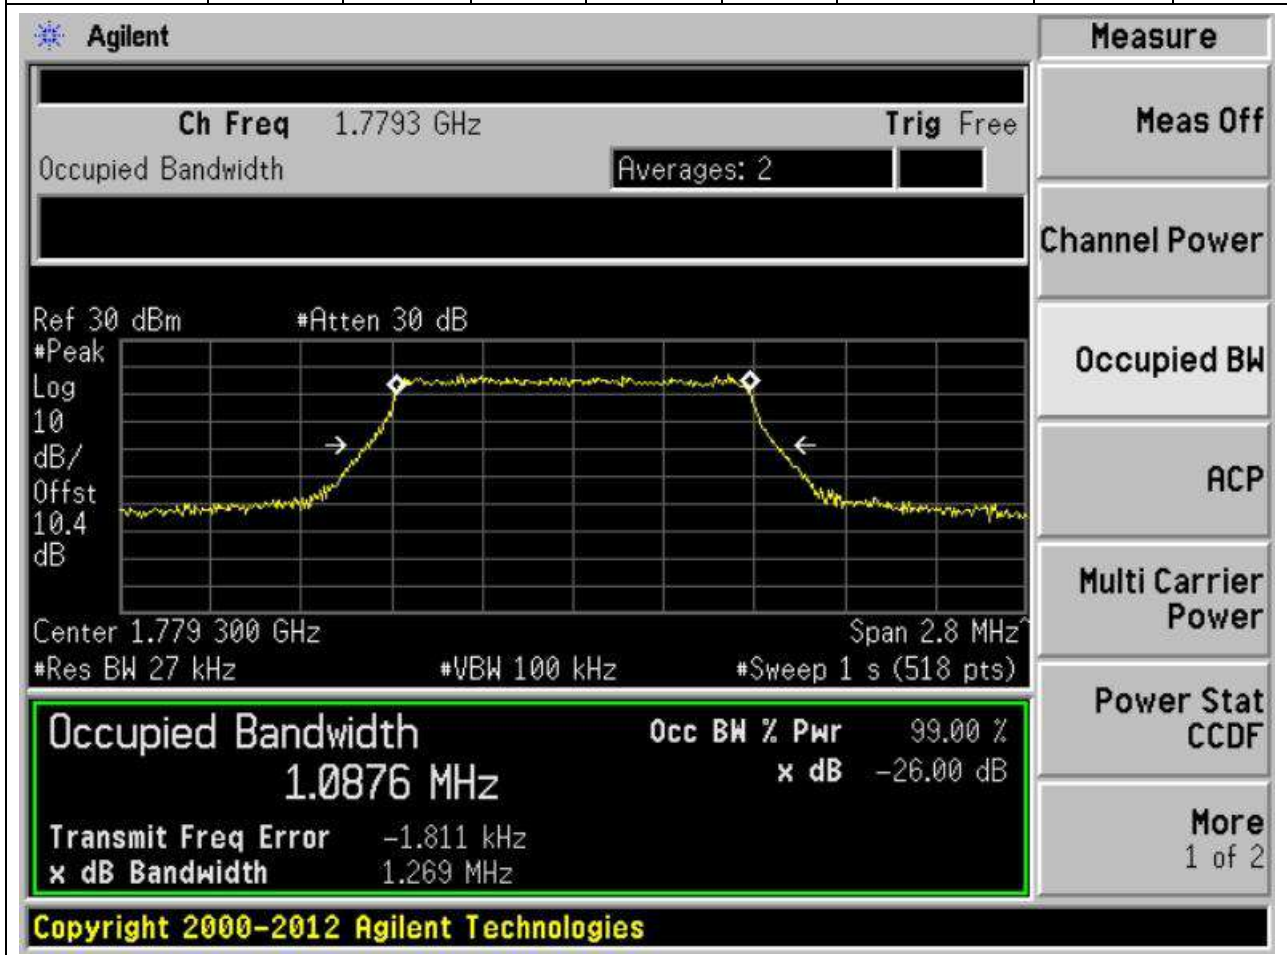 Agilent
Measure
Ch Freq 1.7793 GHz Trig Free
Occupied Bandwidth Averages: 2
Ref 30 dBm #Atten 30 dB
#Peak
Log
10
dB/
Offst
10.4
dB
Center 1.779 300 GHz Span 2.8 MHz^
#Res BW 27 kHz #VBW 100 kHz #Sweep 1 s (518 pts)
Occupied Bandwidth Occ BW % Pwr 99.00 %
1.0876 MHz x dB -26.00 dB
Transmit Freq Error -1.811 kHz
x dB Bandwidth 1.269 MHz
Meas Off
Channel Power
Occupied BW
ACP
Multi Carrier
Power
Power Stat
CCDF
More
1 of 2
Copyright 2000-2012 Agilent Technologies